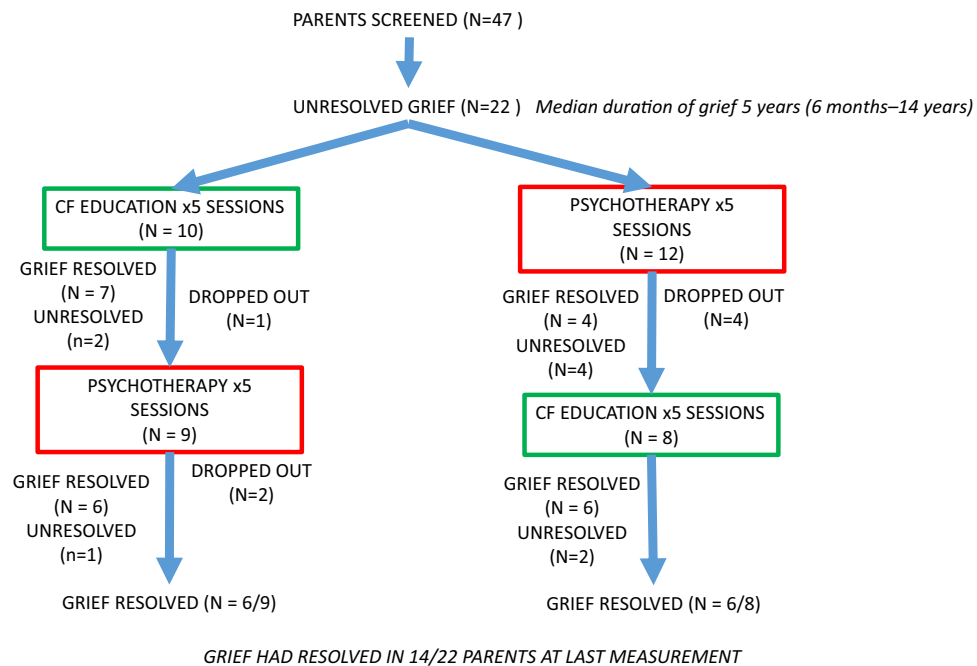 PARENTS SCREENED (N=47 )
UNRESOLVED GRIEF (N=22 )
Median duration of grief 5 years (6 months–14 years)
CF EDUCATION x5 SESSIONS
(N = 10)
GRIEF RESOLVED
(N = 7)
UNRESOLVED
(n=2)
DROPPED OUT
(N=1)
PSYCHOTHERAPY x5
SESSIONS
(N = 9)
GRIEF RESOLVED
(N = 6)
UNRESOLVED
(n=1)
DROPPED OUT
(N=2)
GRIEF RESOLVED (N = 6/9)
PSYCHOTHERAPY x5
SESSIONS
(N = 12)
GRIEF RESOLVED
(N = 4)
UNRESOLVED
(N=4)
DROPPED OUT
(N=4)
CF EDUCATION x5 SESSIONS
(N = 8)
GRIEF RESOLVED
(N = 6)
UNRESOLVED
(N=2)
GRIEF RESOLVED (N = 6/8)
GRIEF HAD RESOLVED IN 14/22 PARENTS AT LAST MEASUREMENT